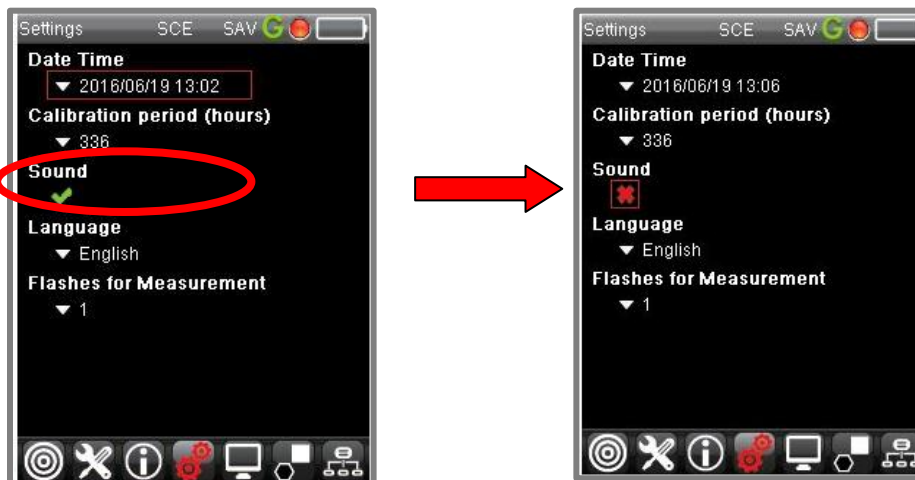 Settings SCE SAV G
Date Time
2016/06/19 13:02
Calibration period (hours)
336
Sound
Language
English
Flashes for Measurement
1
Settings SCE SAV G
Date Time
2016/06/19 13:06
Calibration period (hours)
336
Sound
Language
English
Flashes for Measurement
1